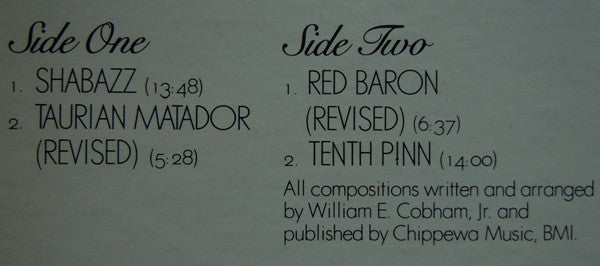 Side One
1. SHABAZZ (13:48)
2. TAURIAN MATADOR
(REVISED) (5:28)
Side Two
1. RED BARON
(REVISED) (6:37)
2. TENTH PINN (14:00)
All compositions written and arranged
by William E. Cobham, Jr. and
published by Chippewa Music, BMI.